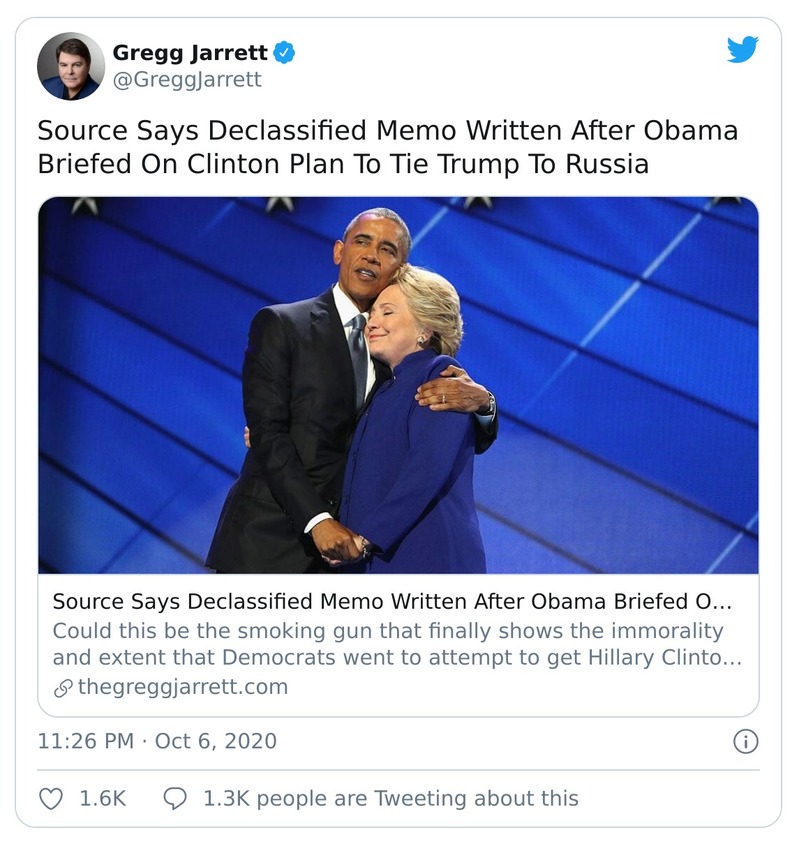 Gregg Jarrett
@GreggJarrett
Source Says Declassified Memo Written After Obama
Briefed On Clinton Plan To Tie Trump To Russia
Source Says Declassified Memo Written After Obama Briefed O…
Could this be the smoking gun that finally shows the immorality
and extent that Democrats went to attempt to get Hillary Clinto…
thegreggjarrett.com
11:26 PM · Oct 6, 2020
1.6K 1.3K people are Tweeting about this